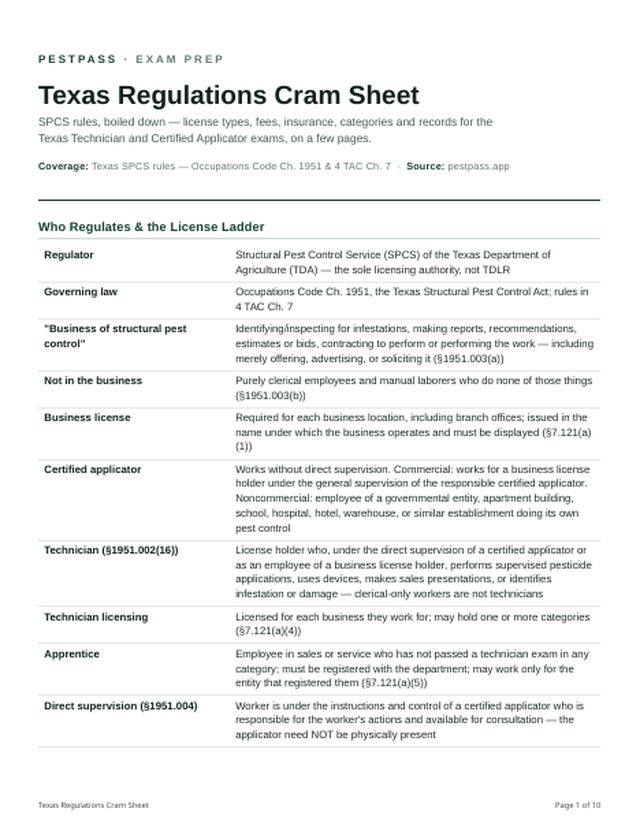 PESTPASS · EXAM PREP
Texas Regulations Cram Sheet
SPCS rules, boiled down — license types, fees, insurance, categories and records for the
Texas Technician and Certified Applicator exams, on a few pages.
Coverage: Texas SPCS rules — Occupations Code Ch. 1951 & 4 TAC Ch. 7 · Source: pestpass.app
Who Regulates & the License Ladder
Regulator
Structural Pest Control Service (SPCS) of the Texas Department of
Agriculture (TDA) — the sole licensing authority, not TDLR
Governing law
Occupations Code Ch. 1951, the Texas Structural Pest Control Act; rules in
4 TAC Ch. 7
"Business of structural pest
control"
Identifying/inspecting for infestations, making reports, recommendations,
estimates or bids, contracting to perform or performing the work — including
merely offering, advertising, or soliciting it (§1951.003(a))
Not in the business
Purely clerical employees and manual laborers who do none of those things
(§1951.003(b))
Business license
Required for each business location, including branch offices; issued in the
name under which the business operates and must be displayed (§7.121(a)
(1))
Certified applicator
Works without direct supervision. Commercial: works for a business license
holder under the general supervision of the responsible certified applicator.
Noncommercial: employee of a governmental entity, apartment building,
school, hospital, hotel, warehouse, or similar establishment doing its own
pest control
Technician (§1951.002(16))
License holder who, under the direct supervision of a certified applicator or
as an employee of a business license holder, performs supervised pesticide
applications, uses devices, makes sales presentations, or identifies
infestation or damage — clerical-only workers are not technicians
Technician licensing
Licensed for each business they work for; may hold one or more categories
(§7.121(a)(4))
Apprentice
Employee in sales or service who has not passed a technician exam in any
category; must be registered with the department; may work only for the
entity that registered them (§7.121(a)(5))
Direct supervision (§1951.004)
Worker is under the instructions and control of a certified applicator who is
responsible for the worker's actions and available for consultation — the
applicator need NOT be physically present
Texas Regulations Cram Sheet
Page 1 of 10